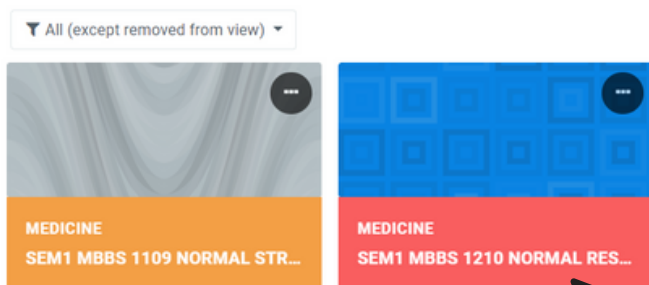 All (except removed from view)
MEDICINE
SEM1 MBBS 1109 NORMAL STR...
MEDICINE
SEM1 MBBS 1210 NORMAL RES...